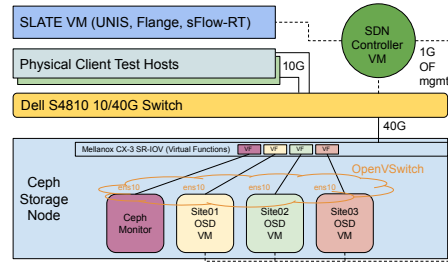 SLATE VM (UNIS, Flange, sFlow-RT)
SDN
Controller
VM
1G
OF
mgmt
Physical Client Test Hosts
10G
Dell S4810 10/40G Switch
40G
Mellanox CX-3 SR-IOV (Virtual Functions)
VF
VF
VF
VF
OpenVSwitch
Ceph
Storage
Node
ens10
ens10
ens10
ens10
Ceph
Monitor
Site01
OSD
VM
Site02
OSD
VM
Site03
OSD
VM